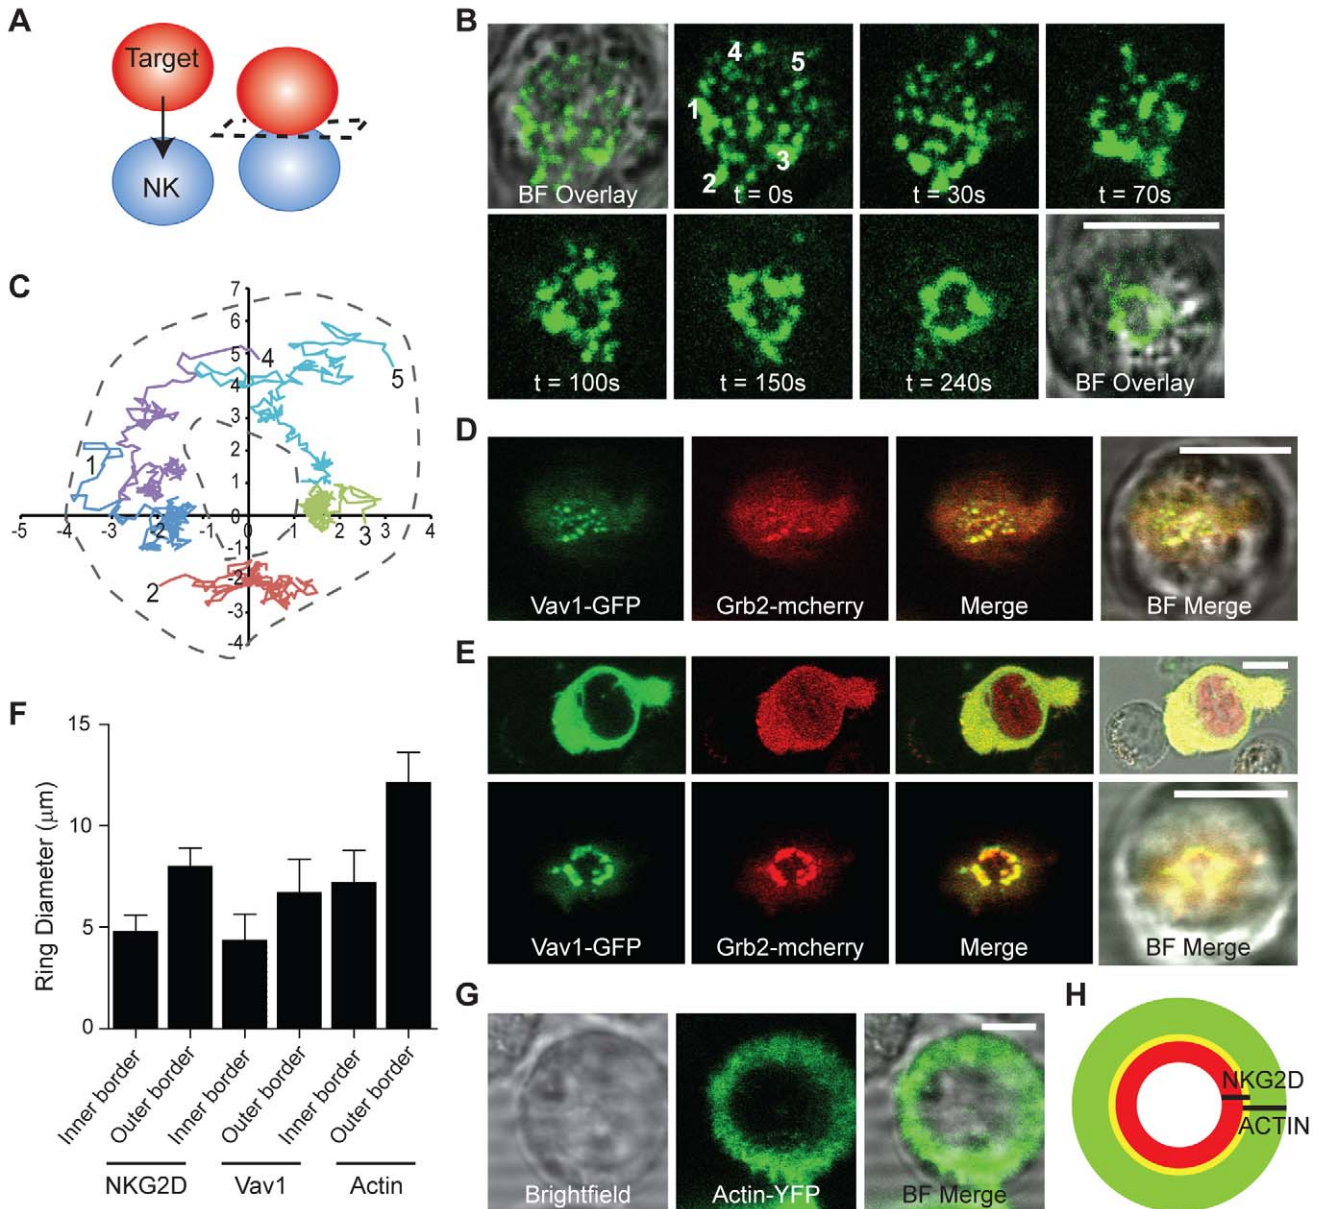 A
Target
NK
B
BF Overlay
4
5
1
3
2
t = 0s
t = 30s
t = 70s
t = 100s
t = 150s
t = 240s
BF Overlay
C
7
6
5
4
3
2
1
0
-5
-3
-2
-1
1
2
3
4
-1
-2
-3
-4
4
5
1
3
2
D
Vav1-GFP
Grb2-mcherry
Merge
BF Merge
E
Vav1-GFP
Grb2-mcherry
Merge
BF Merge
F
Ring Diameter (μm)
15
10
5
0
Inner border
Outer border
Inner border
Outer border
Inner border
Outer border
NKG2D
Vav1
Actin
G
Brightfield
Actin-YFP
BF Merge
H
NKG2D
ACTIN